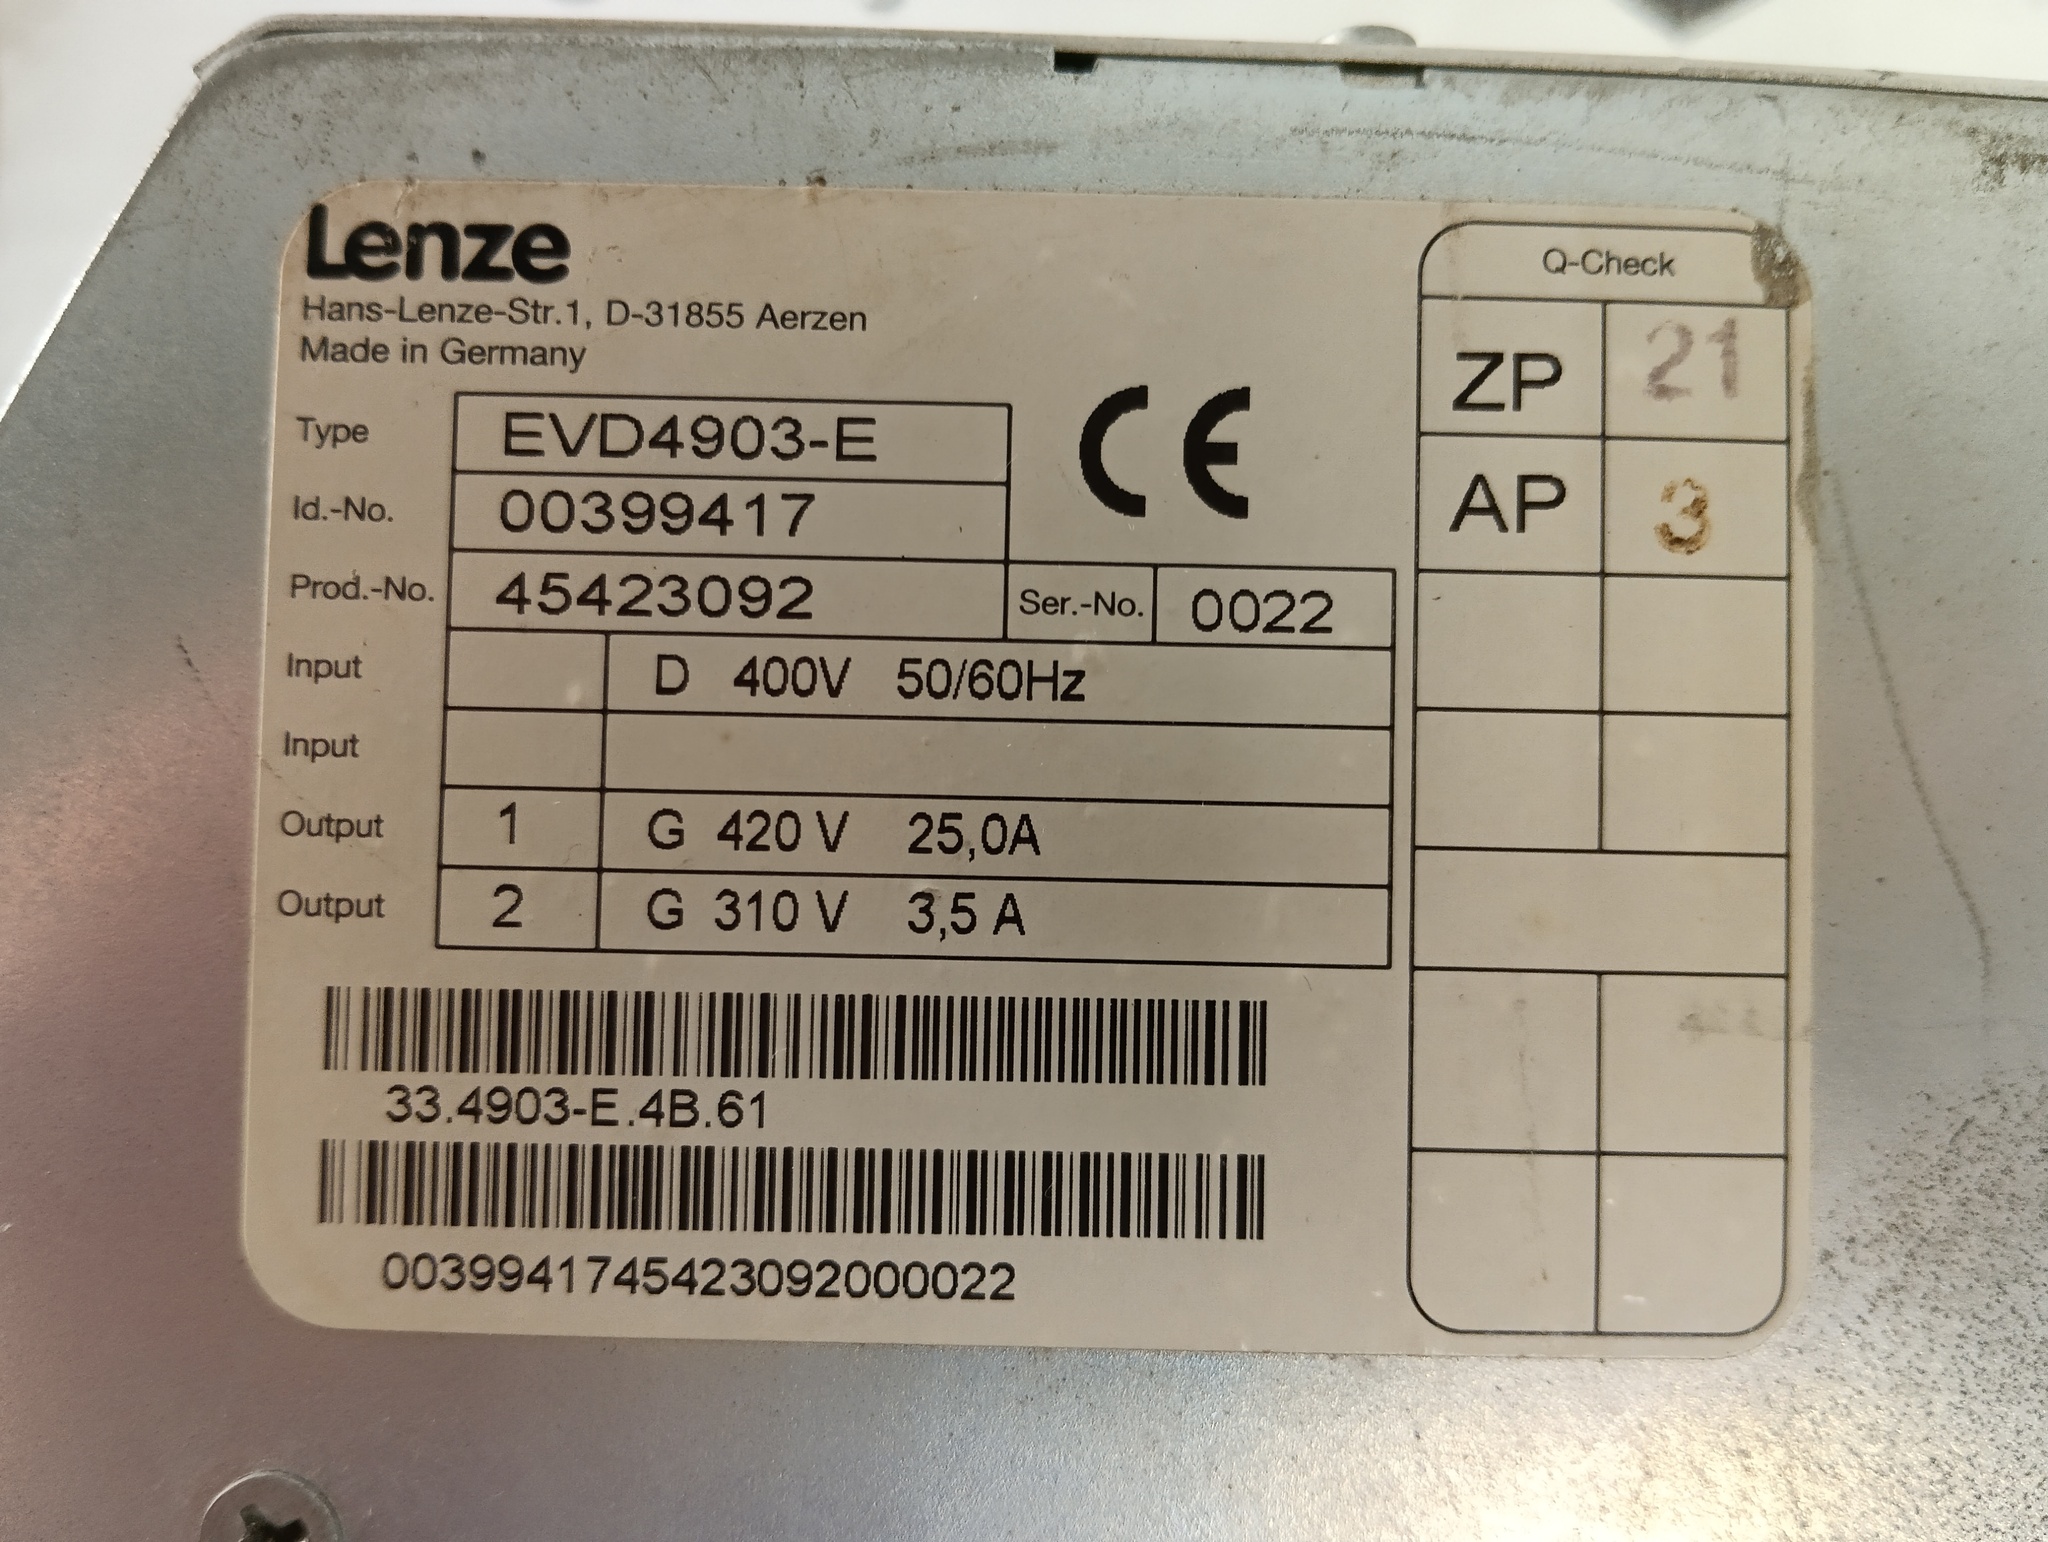 Lenze
Hans-Lenze-Str.1, D-31855 Aerzen
Made in Germany
Type EVD4903-E
Id.-No. 00399417
Prod.-No. 45423092 Ser.-No. 0022
Input D 400V 50/60Hz
Input
Output 1 G 420 V 25,0A
Output 2 G 310 V 3,5 A
33.4903-E.4B.61
003994174542309200​0022
CE
Q-Check
ZP 21
AP 3